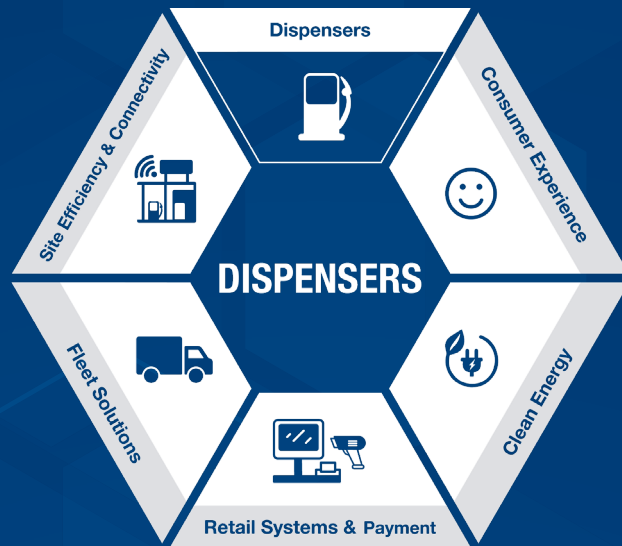 Dispensers
Site Efficiency & Connectivity
Consumer Experience
DISPENSERS
Fleet Solutions
Clean Energy
Retail Systems & Payment